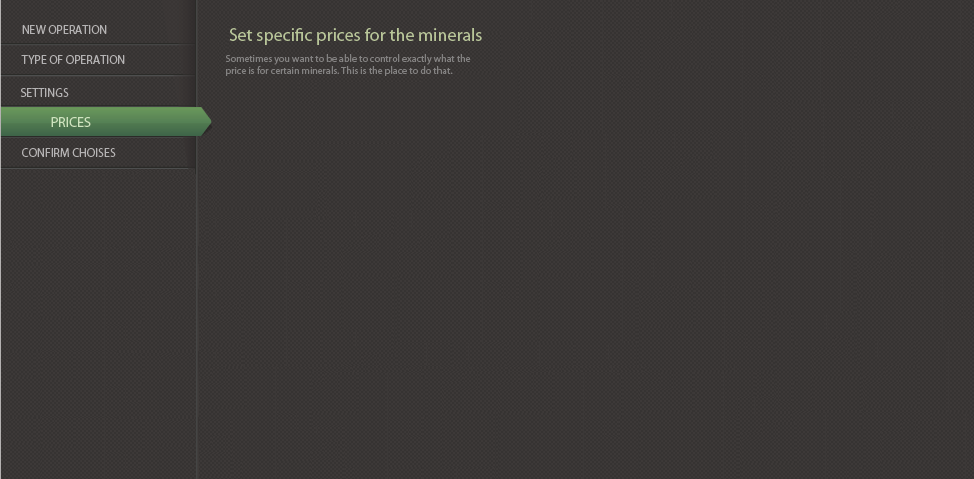 NEW OPERATION
TYPE OF OPERATION
SETTINGS
PRICES
CONFIRM CHOISES
Set specific prices for the minerals
Sometimes you want to be able to control exactly what the
price is for certain minerals. This is the place to do that.